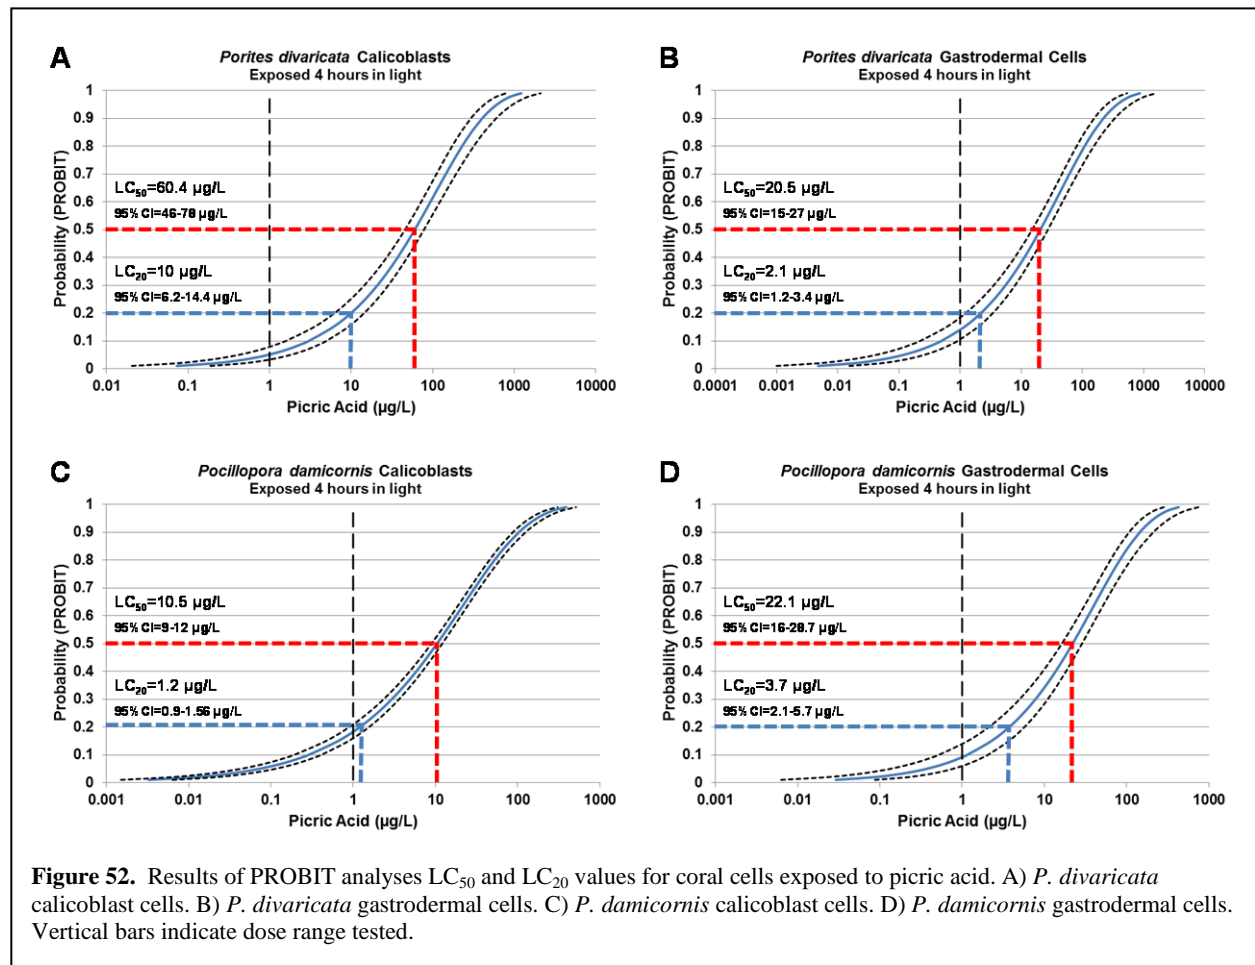 A
Porites divaricata Calicoblasts
Exposed 4 hours in light
Probability (PROBIT)
1
0.9
0.8
0.7
0.6
0.5
0.4
0.3
0.2
0.1
0
LC50=60.4 µg/L
95% CI=46-78 µg/L
LC20=10 µg/L
95% CI=6.2-14.4 µg/L
0.01 0.1 1 10 100 1000 10000
Picric Acid (µg/L)
B
Porites divaricata Gastrodermal Cells
Exposed 4 hours in light
Probability (PROBIT)
1
0.9
0.8
0.7
0.6
0.5
0.4
0.3
0.2
0.1
0
LC50=20.5 µg/L
95% CI=15-27 µg/L
LC20=2.1 µg/L
95% CI=1.2-3.4 µg/L
0.0001 0.001 0.01 0.1 1 10 100 1000 10000
Picric Acid (µg/L)
C
Pocillopora damicornis Calicoblasts
Exposed 4 hours in light
Probability (PROBIT)
1
0.9
0.8
0.7
0.6
0.5
0.4
0.3
0.2
0.1
0
LC50=10.5 µg/L
95% CI=9-12 µg/L
LC20=1.2 µg/L
95% CI=0.9-1.56 µg/L
0.001 0.01 0.1 1 10 100 1000
Picric Acid (µg/L)
D
Pocillopora damicornis Gastrodermal Cells
Exposed 4 hours in light
Probability (PROBIT)
1
0.9
0.8
0.7
0.6
0.5
0.4
0.3
0.2
0.1
0
LC50=22.1 µg/L
95% CI=16-28.7 µg/L
LC20=3.7 µg/L
95% CI=2.1-5.7 µg/L
0.001 0.01 0.1 1 10 100 1000
Picric Acid (µg/L)
Figure 52. Results of PROBIT analyses LC50 and LC20 values for coral cells exposed to picric acid. A) P. divaricata
calicoblast cells. B) P. divaricata gastrodermal cells. C) P. damicornis calicoblast cells. D) P. damicornis gastrodermal cells.
Vertical bars indicate dose range tested.